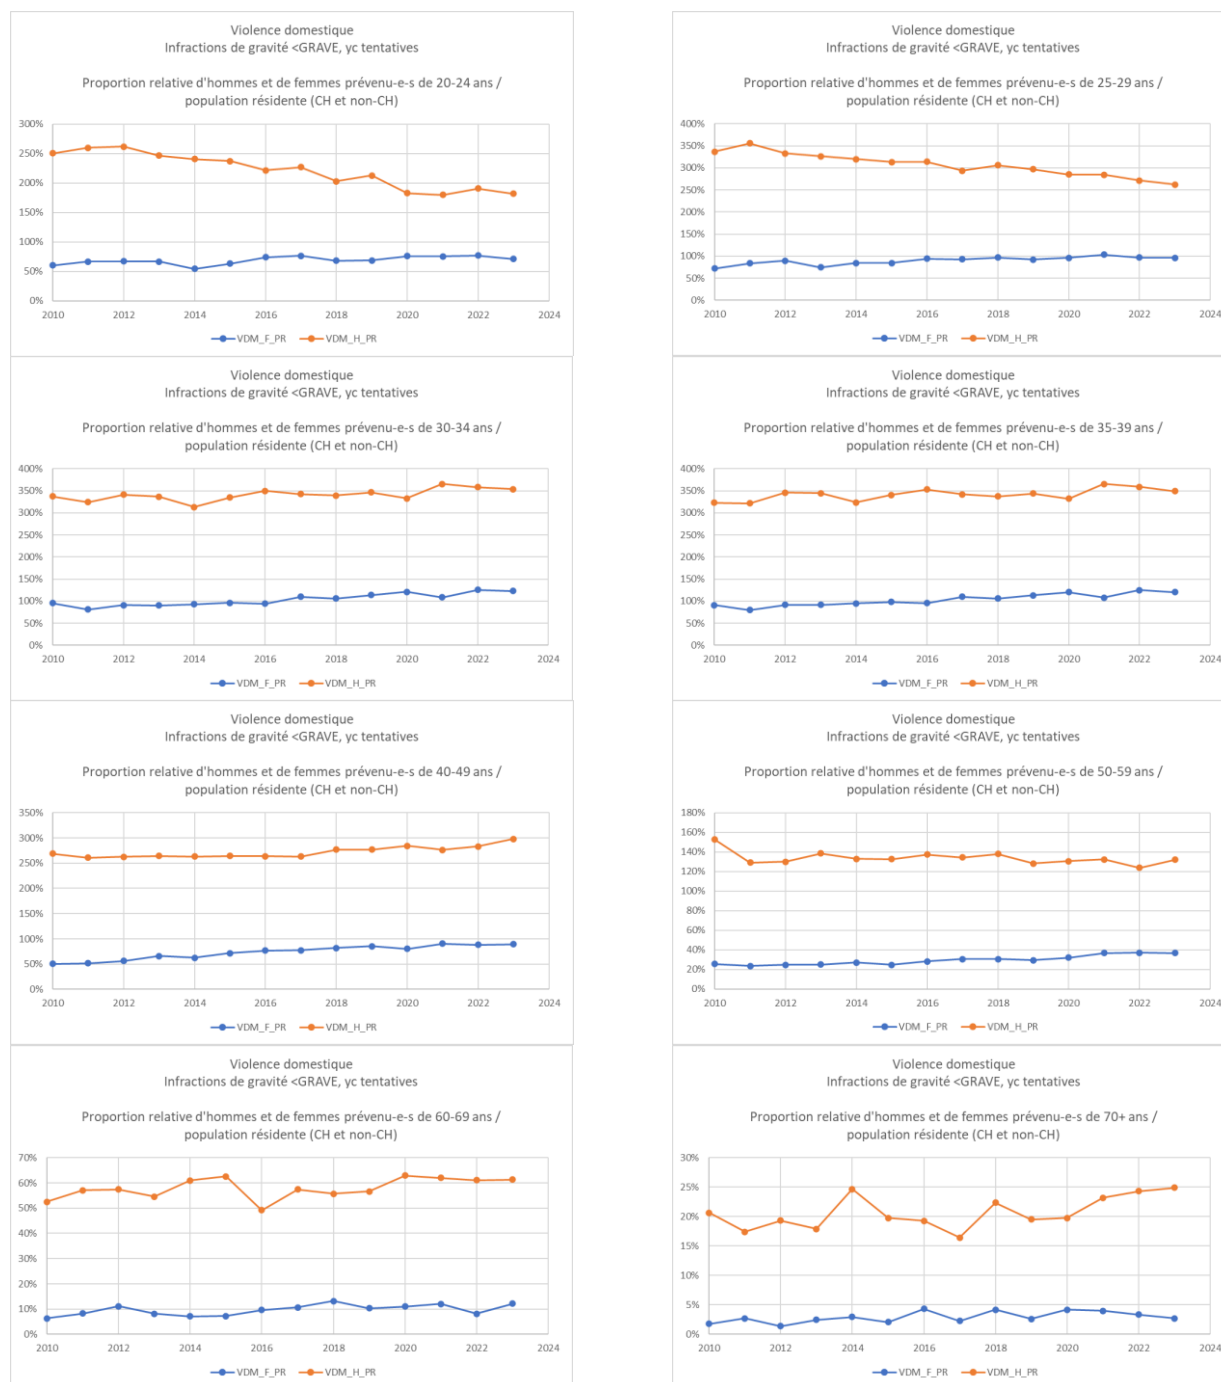 Violence domestique
Infractions de gravité <GRAVE, yc tentatives
Proportion relative d'hommes et de femmes prévenu-e-s de 20-24 ans /
population résidente (CH et non-CH)
300%
250%
200%
150%
100%
50%
0%
2010 2012 2014 2016 2018 2020 2022 2024
VDM_F_PR VDM_H_PR
Violence domestique
Infractions de gravité <GRAVE, yc tentatives
Proportion relative d'hommes et de femmes prévenu-e-s de 25-29 ans /
population résidente (CH et non-CH)
400%
350%
300%
250%
200%
150%
100%
50%
0%
2010 2012 2014 2016 2018 2020 2022 2024
VDM_F_PR VDM_H_PR
Violence domestique
Infractions de gravité <GRAVE, yc tentatives
Proportion relative d'hommes et de femmes prévenu-e-s de 30-34 ans /
population résidente (CH et non-CH)
400%
350%
300%
250%
200%
150%
100%
50%
0%
2010 2012 2014 2016 2018 2020 2022 2024
VDM_F_PR VDM_H_PR
Violence domestique
Infractions de gravité <GRAVE, yc tentatives
Proportion relative d'hommes et de femmes prévenu-e-s de 35-39 ans /
population résidente (CH et non-CH)
400%
350%
300%
250%
200%
150%
100%
50%
0%
2010 2012 2014 2016 2018 2020 2022 2024
VDM_F_PR VDM_H_PR
Violence domestique
Infractions de gravité <GRAVE, yc tentatives
Proportion relative d'hommes et de femmes prévenu-e-s de 40-49 ans /
population résidente (CH et non-CH)
350%
300%
250%
200%
150%
100%
50%
0%
2010 2012 2014 2016 2018 2020 2022 2024
VDM_F_PR VDM_H_PR
Violence domestique
Infractions de gravité <GRAVE, yc tentatives
Proportion relative d'hommes et de femmes prévenu-e-s de 50-59 ans /
population résidente (CH et non-CH)
180%
160%
140%
120%
100%
80%
60%
40%
20%
0%
2010 2012 2014 2016 2018 2020 2022 2024
VDM_F_PR VDM_H_PR
Violence domestique
Infractions de gravité <GRAVE, yc tentatives
Proportion relative d'hommes et de femmes prévenu-e-s de 60-69 ans /
population résidente (CH et non-CH)
70%
60%
50%
40%
30%
20%
10%
0%
2010 2012 2014 2016 2018 2020 2022 2024
VDM_F_PR VDM_H_PR
Violence domestique
Infractions de gravité <GRAVE, yc tentatives
Proportion relative d'hommes et de femmes prévenu-e-s de 70+ ans /
population résidente (CH et non-CH)
30%
25%
20%
15%
10%
5%
0%
2010 2012 2014 2016 2018 2020 2022 2024
VDM_F_PR VDM_H_PR